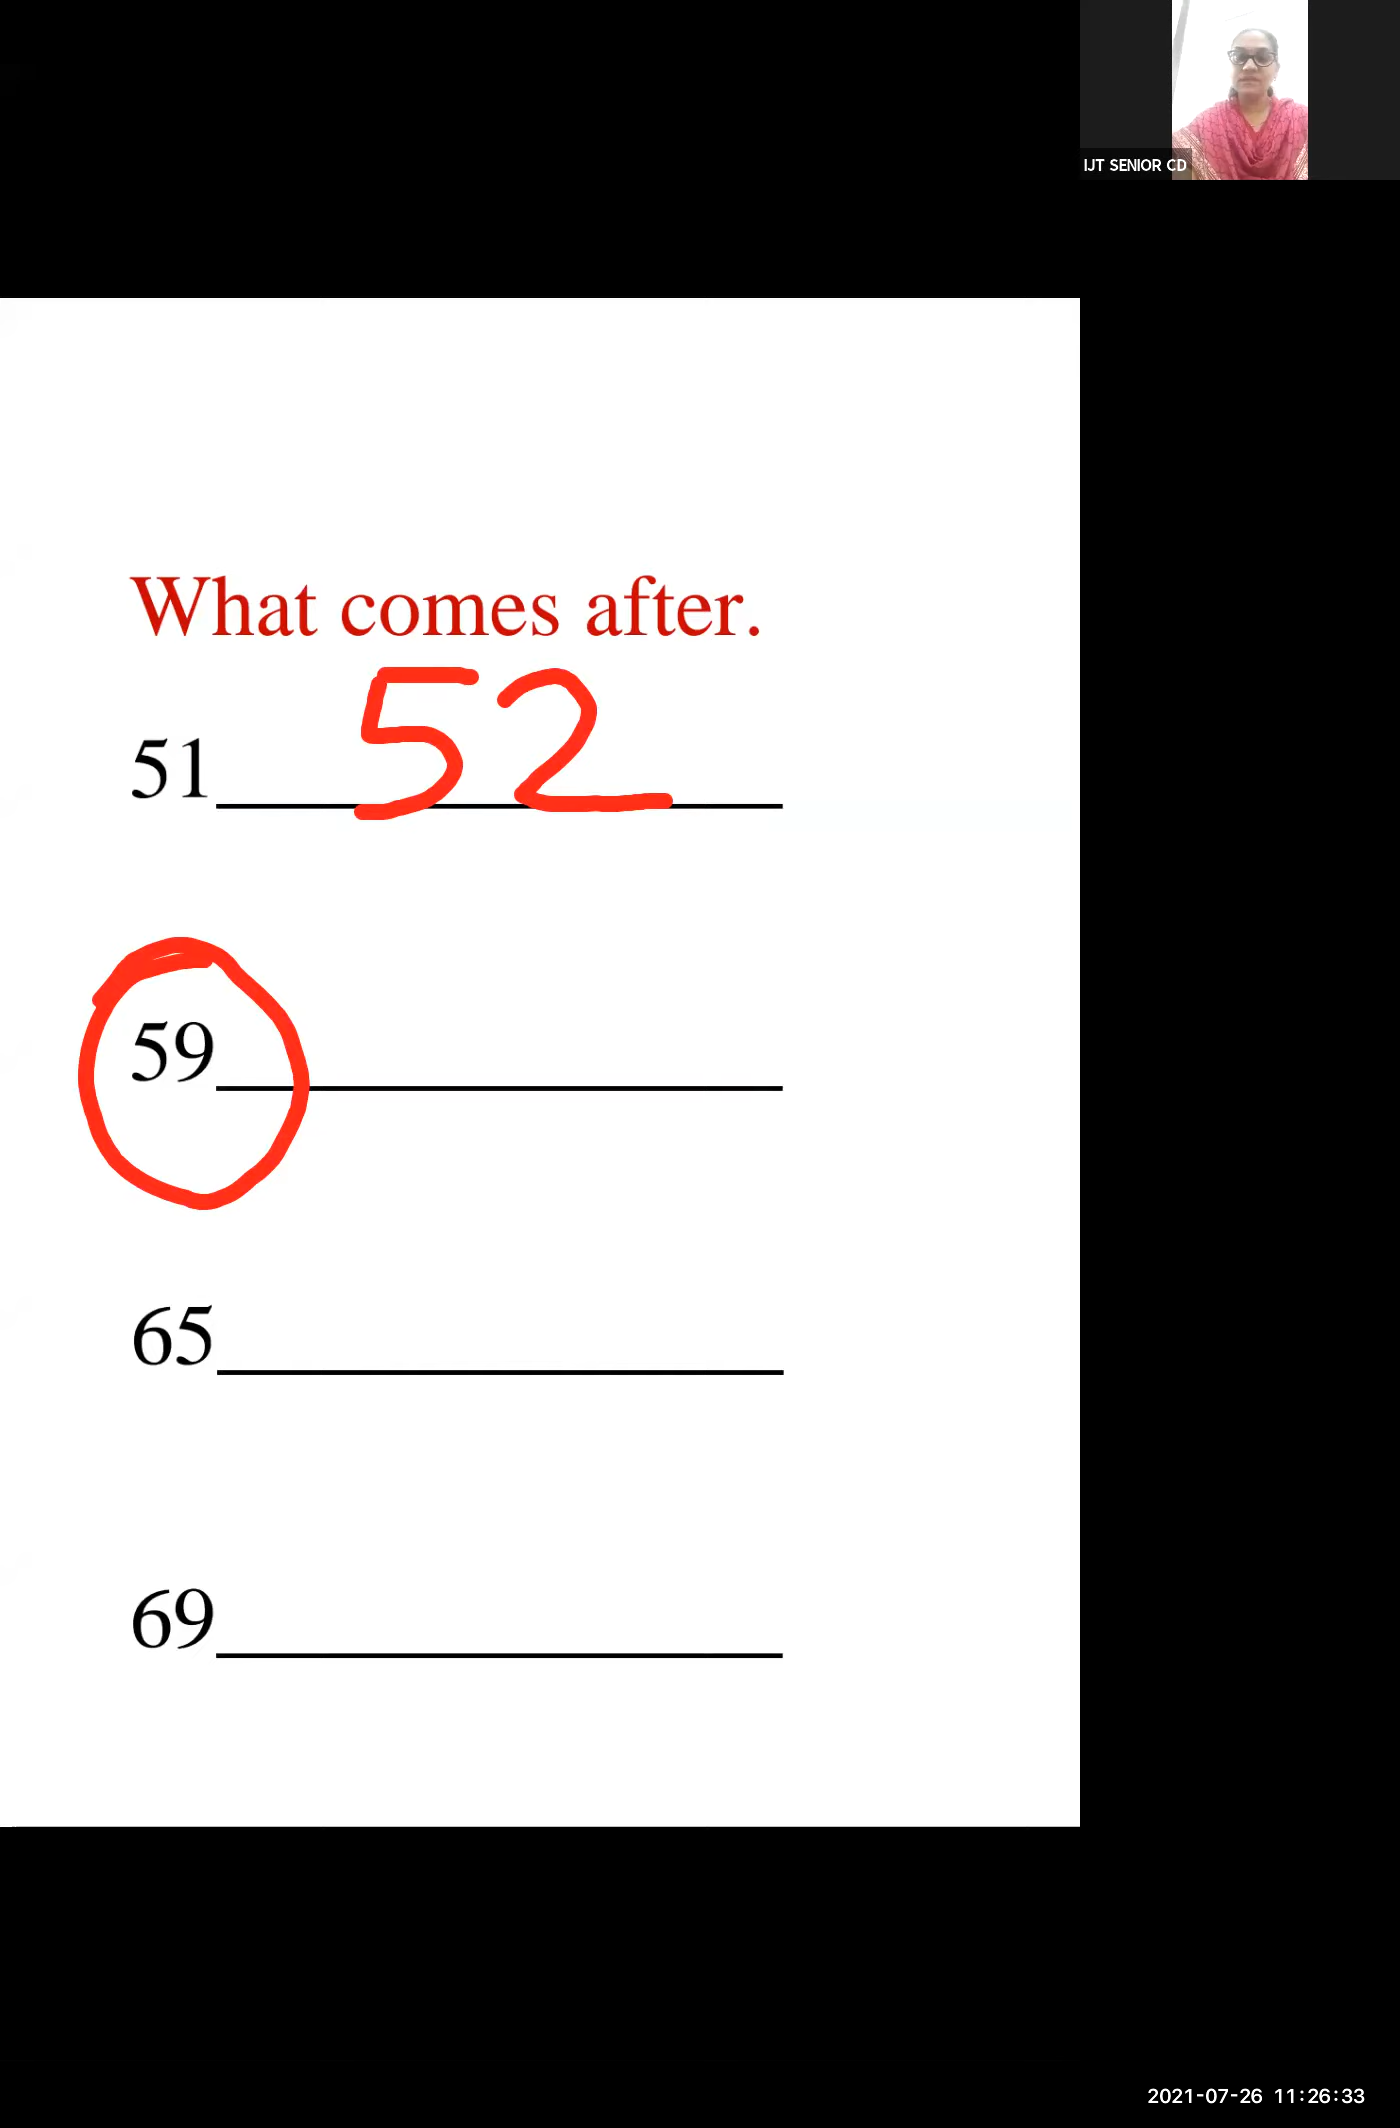 IJT SENIOR CD
What comes after.
51 52
59
65
69
2021-07-26 11:26:33